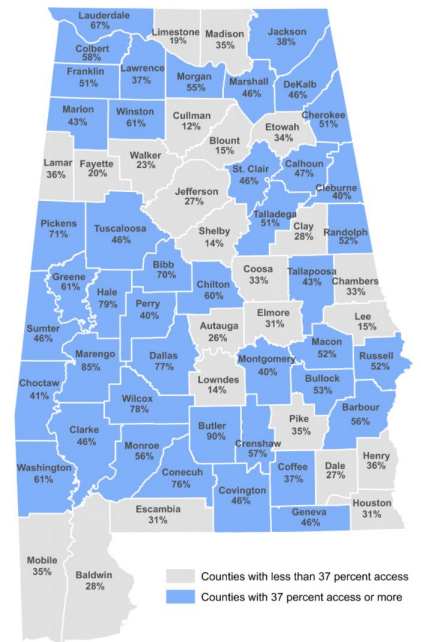 Lauderdale
67%
Limestone
19%
Madison
35%
Jackson
38%
Colbert
58%
Franklin
51%
Lawrence
37%
Morgan
55%
Marshall
46%
DeKalb
46%
Cherokee
51%
Marion
43%
Winston
61%
Cullman
12%
Etowah
34%
Blount
15%
Lamar
36%
Fayette
20%
Walker
23%
St. Clair
46%
Calhoun
47%
Cleburne
40%
Jefferson
27%
Talladega
51%
Clay
28%
Randolph
52%
Pickens
71%
Tuscaloosa
46%
Shelby
14%
Bibb
70%
Greene
61%
Hale
79%
Perry
40%
Chilton
60%
Coosa
33%
Tallapoosa
40%
Chambers
33%
Sumter
46%
Autauga
26%
Elmore
31%
Lee
15%
Marengo
85%
Dallas
77%
Montgomery
40%
Macon
52%
Russell
52%
Choctaw
41%
Wilcox
78%
Lowndes
14%
Bullock
53%
Clarke
46%
Monroe
56%
Butler
90%
Crenshaw
57%
Pike
35%
Barbour
56%
Washington
61%
Conecuh
76%
Covington
46%
Coffee
37%
Dale
27%
Henry
36%
Escambia
31%
Geneva
46%
Houston
31%
Mobile
35%
Baldwin
28%
Counties with less than 37 percent access
Counties with 37 percent access or more